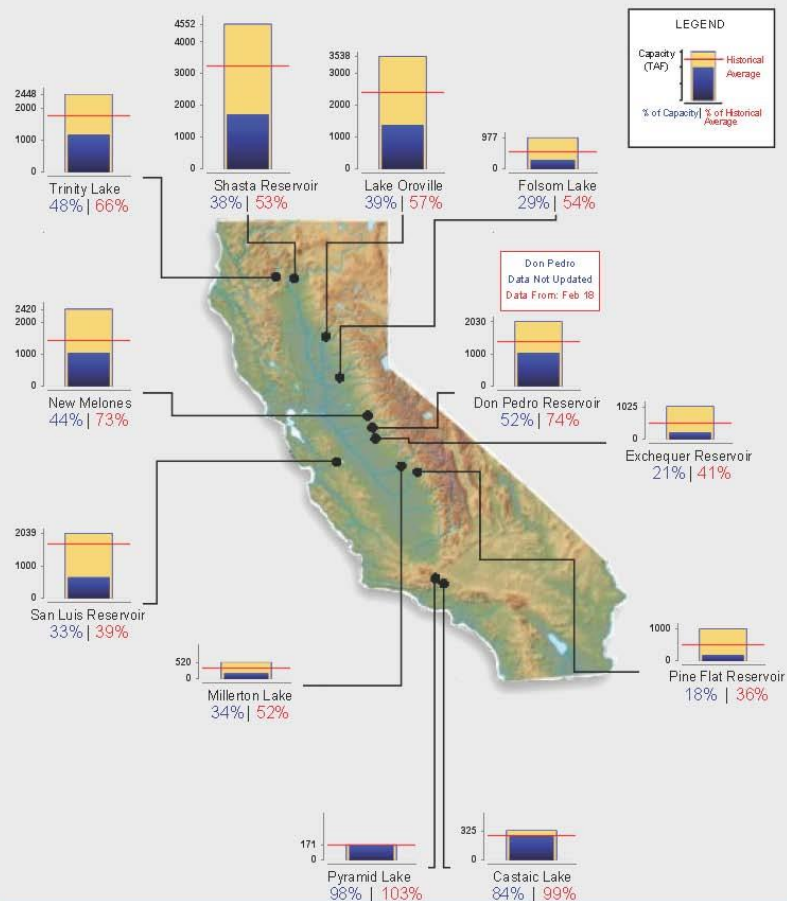 LEGEND
Capacity
(TAF)
Historical
Average
% of Capacity | % of Historical
Average
4552
4000
3000
2000
1000
0
Shasta Reservoir
38% | 53%
3538
3000
2000
1000
0
Lake Oroville
39% | 57%
2448
2000
1000
0
Trinity Lake
48% | 66%
977
0
Folsom Lake
29% | 54%
Don Pedro
Data Not Updated
Data From: Feb 18
2420
2000
1000
0
New Melones
44% | 73%
2030
1000
0
Don Pedro Reservoir
52% | 74%
1025
0
Exchequer Reservoir
21% | 41%
2039
1000
0
San Luis Reservoir
33% | 39%
520
0
Millerton Lake
34% | 52%
1000
0
Pine Flat Reservoir
18% | 36%
171
0
Pyramid Lake
98% | 103%
325
0
Castaic Lake
84% | 99%